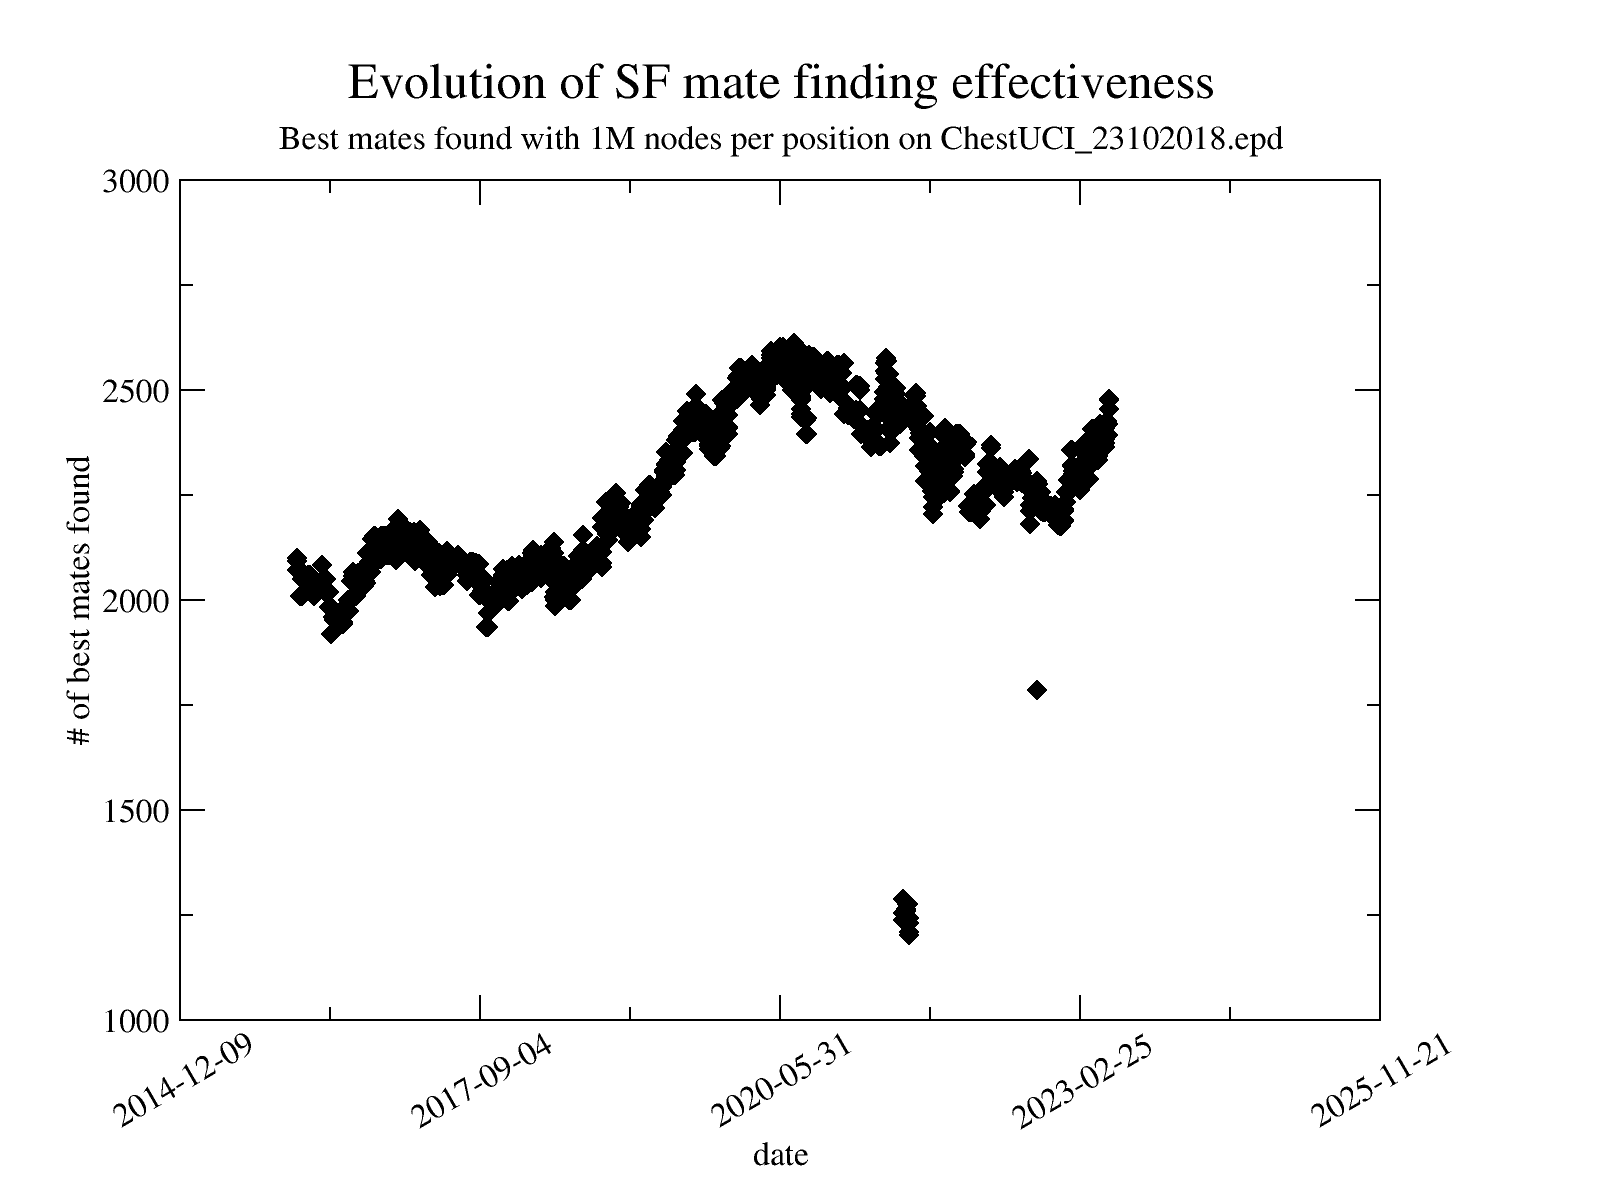 Evolution of SF mate finding effectiveness
Best mates found with 1M nodes per position on ChestUCI_23102018.epd
# of best mates found
3000
2500
2000
1500
1000
2014-12-09
2017-09-04
2020-05-31
2023-02-25
2025-11-21
date